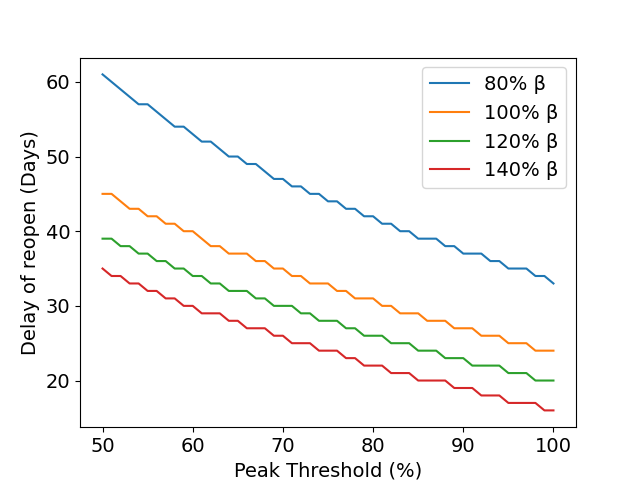 80% β
100% β
120% β
140% β
60
50
40
30
20
Delay of reopen (Days)
50 60 70 80 90 100
Peak Threshold (%)